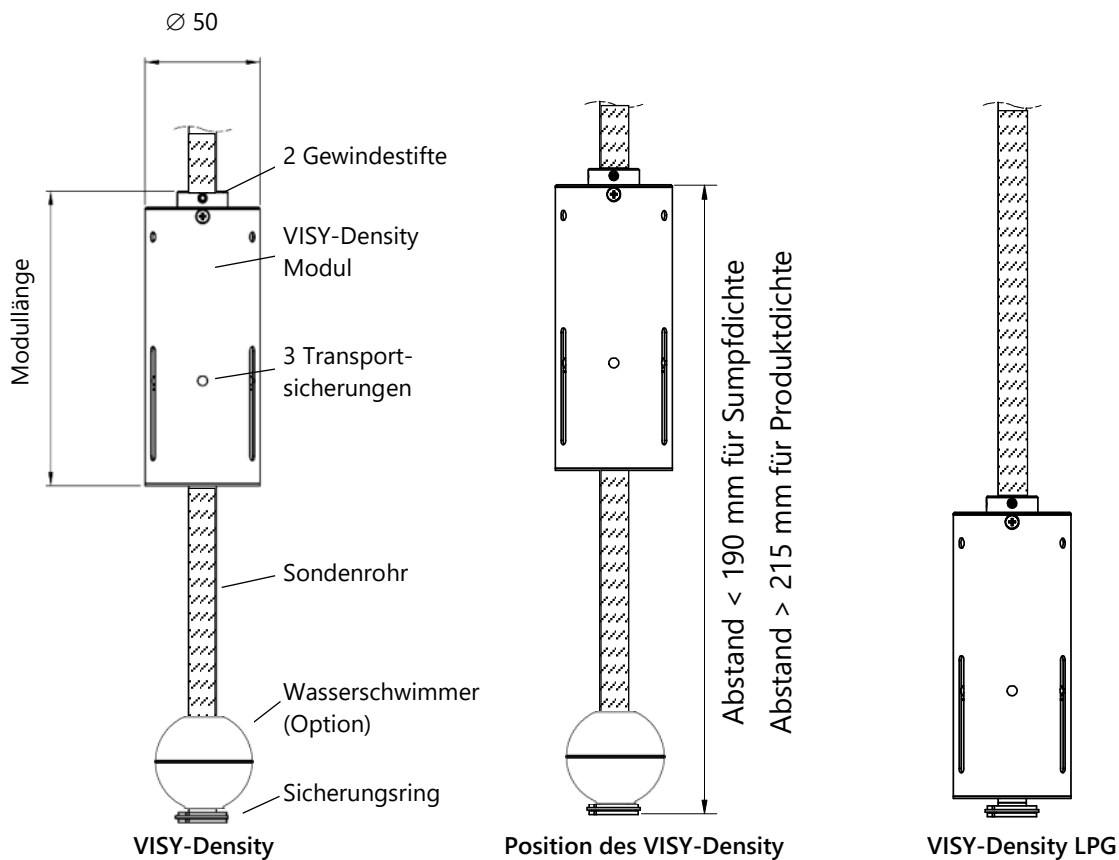 ∅ 50
2 Gewindestifte
VISY-Density
Modul
Modullänge
3 Transport-
sicherungen
Sondenrohr
Wasserschwimmer
(Option)
Sicherungsring
VISY-Density
Abstand < 190 mm für Sumpfdichte
Abstand > 215 mm für Produktdichte
Position des VISY-Density
VISY-Density LPG